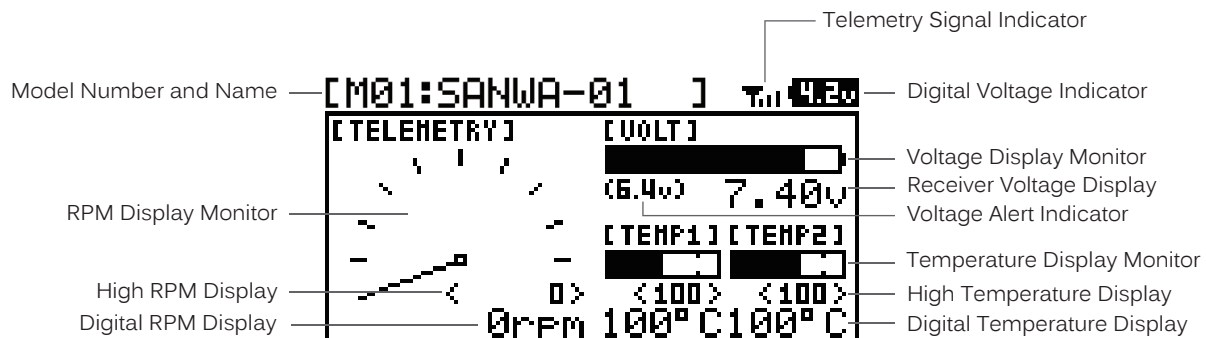 Telemetry Signal Indicator
Model Number and Name
[M01:SANWA-01 ]
4.2v
Digital Voltage Indicator
[TELEMETRY]
[VOLT]
Voltage Display Monitor
(6.4v)
7.40v
Receiver Voltage Display
Voltage Alert Indicator
RPM Display Monitor
[TEMP1]
[TEMP2]
Temperature Display Monitor
High RPM Display
< 0>
<100>
<100>
High Temperature Display
Digital RPM Display
0rpm
100°C
100°C
Digital Temperature Display